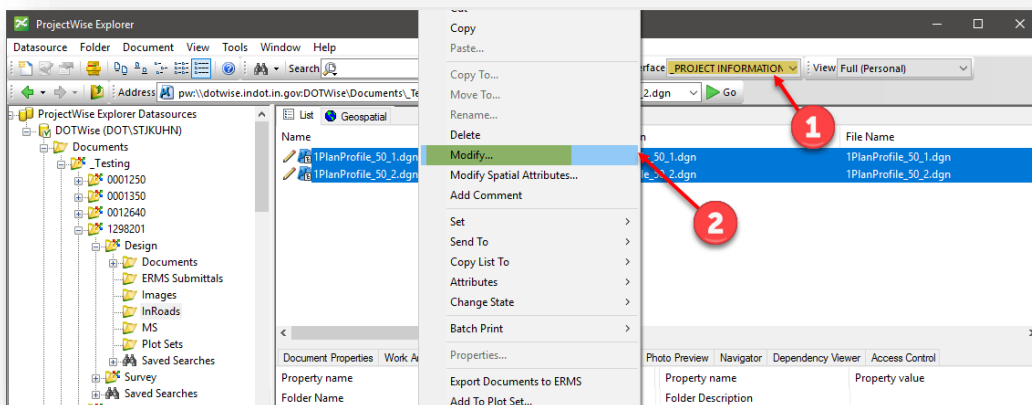 ProjectWise Explorer
Datasource Folder Document View Tools Window Help
Search
rface _PROJECT INFORMATION
View Full (Personal)
Address pw:\\dotwise.indot.in.gov:DOTWise\Documents\_Te
_2.dgn
Go
ProjectWise Explorer Datasources
DOTWise (DOT\STJKUHN)
Documents
_Testing
0001250
0001350
0012640
1298201
Design
Documents
ERMS Submittals
Images
InRoads
MS
Plot Sets
Saved Searches
Survey
Saved Searches
List Geospatial
Name
File Name
1PlanProfile_50_1.dgn
le_50_1.dgn
1PlanProfile_50_1.dgn
1PlanProfile_50_2.dgn
le_50_2.dgn
1PlanProfile_50_2.dgn
Cut
Copy
Paste...
Copy To...
Move To...
Rename...
Delete
Modify...
Modify Spatial Attributes...
Add Comment
Set
Send To
Copy List To
Attributes
Change State
Batch Print
Properties...
Export Documents to ERMS
Add To Plot Set...
1
2
Document Properties Work A
Photo Preview Navigator Dependency Viewer Access Control
Property name
Property name Property value
Folder Name
Folder Description